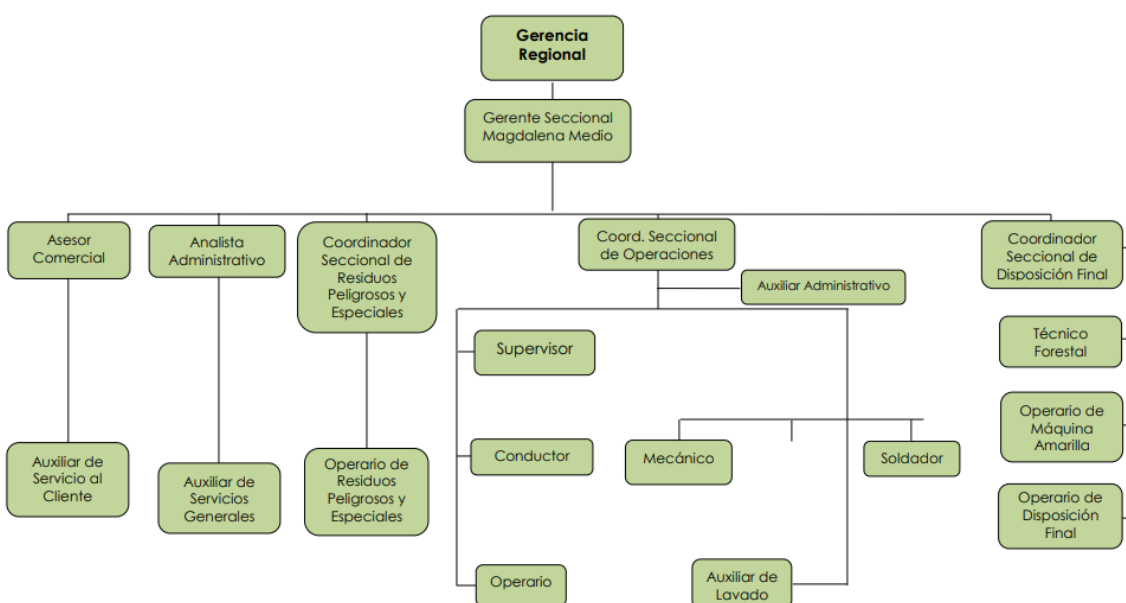 Gerencia
Regional
Gerente Seccional
Magdalena Medio
Asesor
Comercial
Analista
Administrativo
Coordinador
Seccional de
Residuos
Peligrosos y
Especiales
Coord. Seccional
de Operaciones
Coordinador
Seccional de
Disposición Final
Auxiliar Administrativo
Supervisor
Técnico
Forestal
Conductor
Mecánico
Soldador
Operario de
Máquina
Amarilla
Auxiliar de
Servicio al
Cliente
Auxiliar de
Servicios
Generales
Operario de
Residuos
Peligrosos y
Especiales
Operario de
Disposición
Final
Operario
Auxiliar de
Lavado